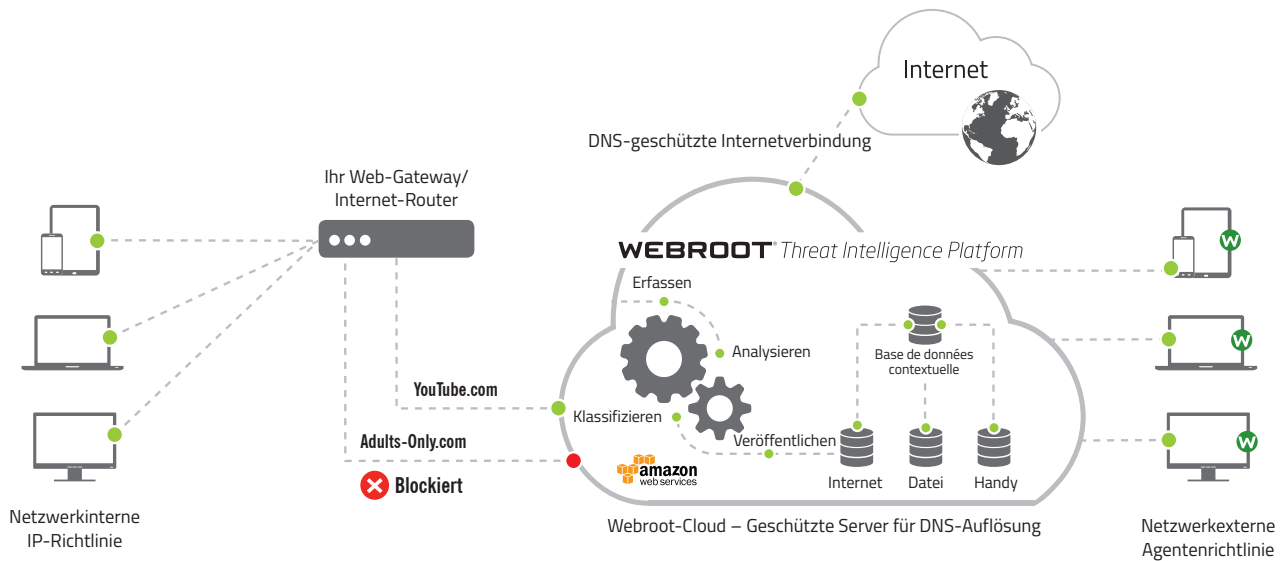 Internet
DNS-geschützte Internetverbindung
Ihr Web-Gateway/
Internet-Router
WEBROOT® Threat Intelligence Platform
Erfassen
Analysieren
Base de données
contextuelle
YouTube.com
Klassifizieren
Adults-Only.com
Veröffentlichen
Blockiert
amazon
web services
Internet
Datei
Handy
W
W
W
Netzwerkinterne
IP-Richtlinie
Webroot-Cloud – Geschützte Server für DNS-Auflösung
Netzwerkexterne
Agentenrichtlinie